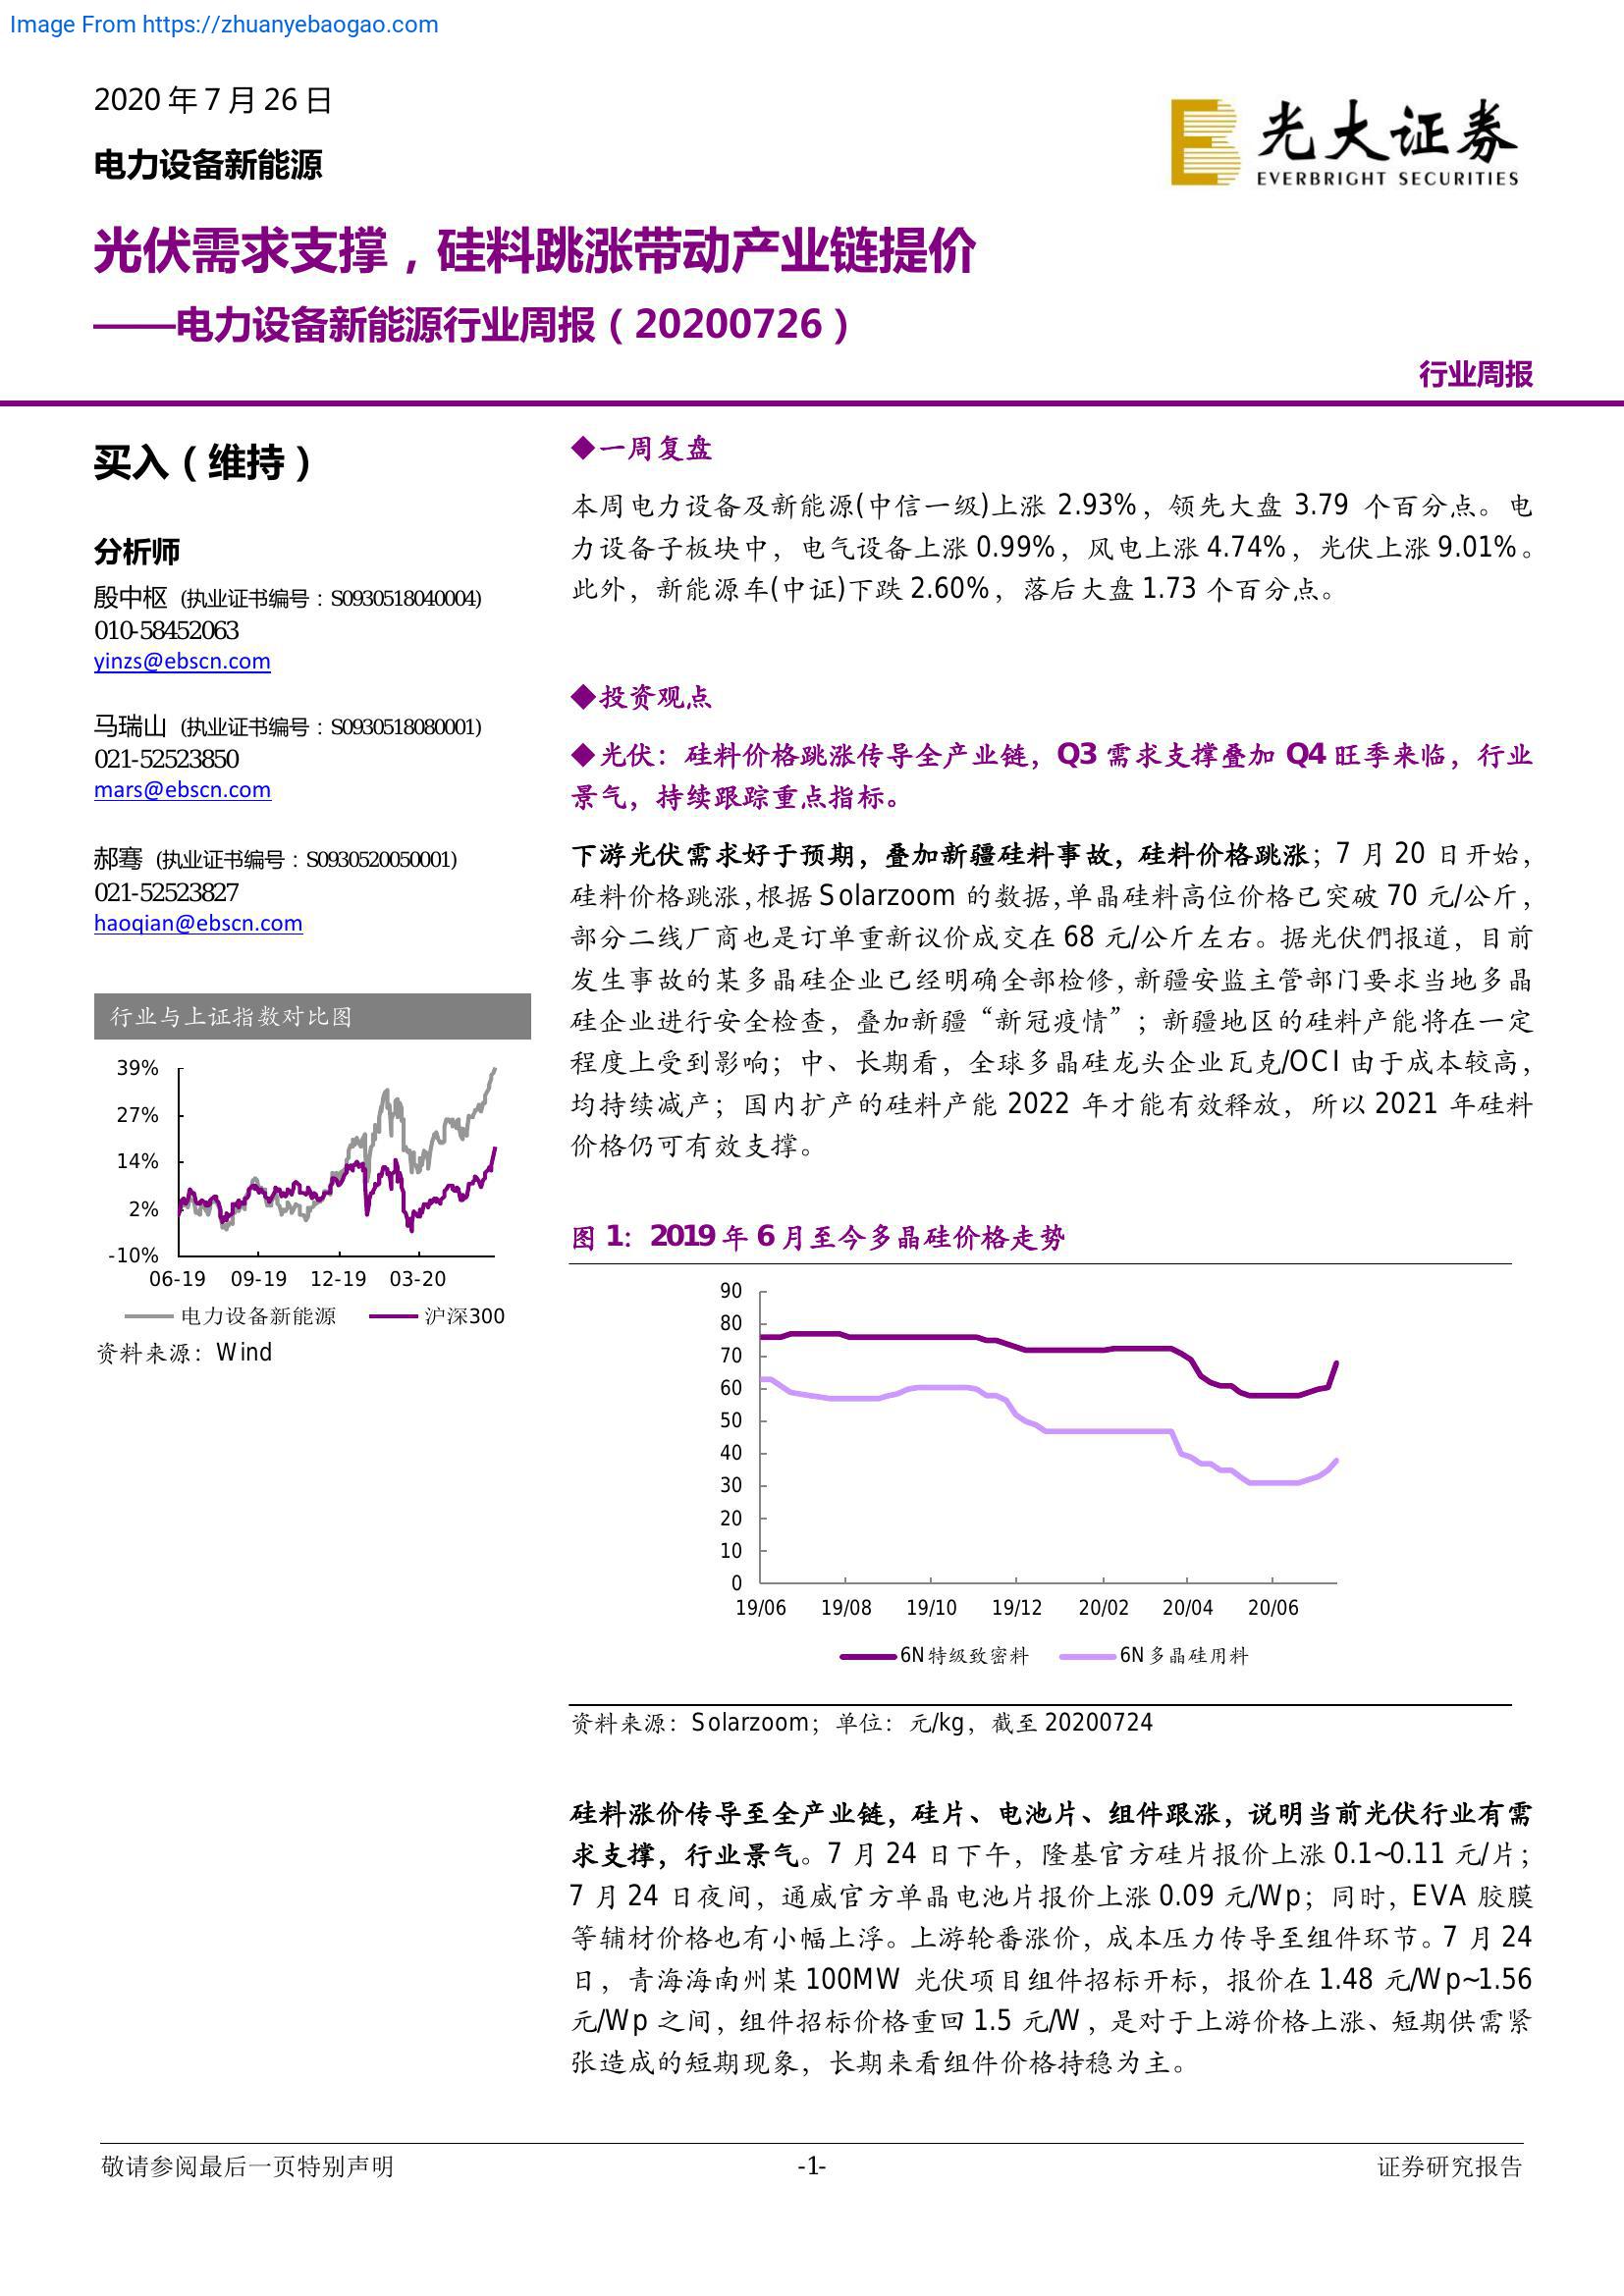 Image From https://zhuanyebaogao.com
2020 年 7 月 26 日
电力设备新能源
光大证券
EVERBRIGHT SECURITIES
光伏需求支撑，硅料跳涨带动产业链提价
——电力设备新能源行业周报（20200726）
行业周报
买入（维持）
分析师
殷中枢 (执业证书编号：S0930518040004)
010-58452063
yinzs@ebscn.com
马瑞山 (执业证书编号：S0930518080001)
021-52523850
mars@ebscn.com
郝骞 (执业证书编号：S0930520050001)
021-52523827
haoqian@ebscn.com
行业与上证指数对比图
39%
27%
14%
2%
-10%
06-19 09-19 12-19 03-20
电力设备新能源 沪深300
资料来源：Wind
◆一周复盘
本周电力设备及新能源(中信一级)上涨 2.93%，领先大盘 3.79 个百分点。电
力设备子板块中，电气设备上涨 0.99%，风电上涨 4.74%，光伏上涨 9.01%。
此外，新能源车(中证)下跌 2.60%，落后大盘 1.73 个百分点。
◆投资观点
◆光伏：硅料价格跳涨传导全产业链，Q3 需求支撑叠加 Q4 旺季来临，行业
景气，持续跟踪重点指标。
下游光伏需求好于预期，叠加新疆硅料事故，硅料价格跳涨；7 月 20 日开始，
硅料价格跳涨，根据 Solarzoom 的数据，单晶硅料高位价格已突破 70 元/公斤，
部分二线厂商也是订单重新议价成交在 68 元/公斤左右。据光伏們报道，目前
发生事故的某多晶硅企业已经明确全部检修，新疆安监主管部门要求当地多晶
硅企业进行安全检查，叠加新疆“新冠疫情”；新疆地区的硅料产能将在一定
程度上受到影响；中、长期看，全球多晶硅龙头企业瓦克/OCI 由于成本较高，
均持续减产；国内扩产的硅料产能 2022 年才能有效释放，所以 2021 年硅料
价格仍可有效支撑。
图 1：2019 年 6 月至今多晶硅价格走势
90
80
70
60
50
40
30
20
10
0
19/06 19/08 19/10 19/12 20/02 20/04 20/06
6N特级致密料 6N多晶硅用料
资料来源：Solarzoom；单位：元/kg，截至 20200724
硅料涨价传导至全产业链，硅片、电池片、组件跟涨，说明当前光伏行业有需
求支撑，行业景气。7 月 24 日下午，隆基官方硅片报价上涨 0.1~0.11 元/片；
7 月 24 日夜间，通威官方单晶电池片报价上涨 0.09 元/Wp；同时，EVA 胶膜
等辅材价格也有小幅上浮。上游轮番涨价，成本压力传导至组件环节。7 月 24
日，青海海南州某 100MW 光伏项目组件招标开标，报价在 1.48 元/Wp~1.56
元/Wp 之间，组件招标价格重回 1.5 元/W，是对于上游价格上涨、短期供需紧
张造成的短期现象，长期来看组件价格持稳为主。
敬请参阅最后一页特别声明 -1- 证券研究报告